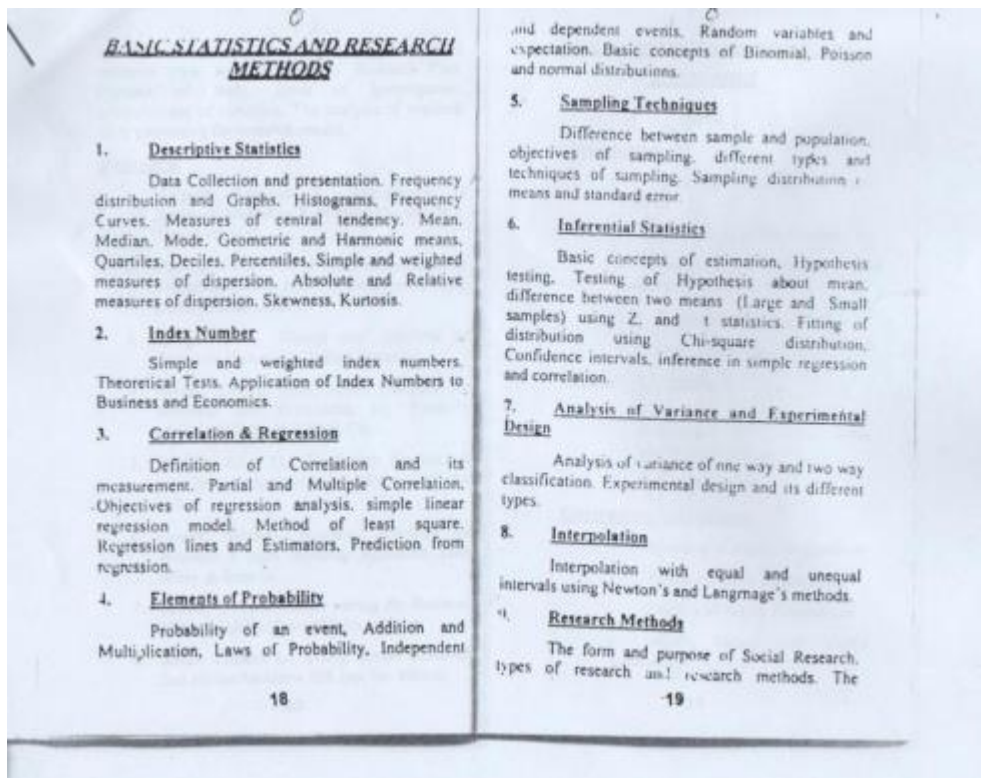 BASIC STATISTICS AND RESEARCH
METHODS
1. Descriptive Statistics
Data Collection and presentation. Frequency
distribution and Graphs, Histograms, Frequency
Curves. Measures of central tendency. Mean,
Median, Mode. Geometric and Harmonic means,
Quartiles, Deciles, Percentiles, Simple and weighted
measures of dispersion. Absolute and Relative
measures of dispersion. Skewness, Kurtosis.
2. Index Number
Simple and weighted index numbers.
Theoretical Tests. Application of Index Numbers to
Business and Economics.
3. Correlation & Regression
Definition of Correlation and its
measurement. Partial and Multiple Correlation,
Objectives of regression analysis, simple linear
regression model. Method of least square.
Regression lines and Estimators, Prediction from
regression.
4. Elements of Probability
Probability of an event, Addition and
Multiplication, Laws of Probability, Independent
18
and dependent events. Random variables and
expectation. Basic concepts of Binomial, Poisson
and normal distributions.
5. Sampling Techniques
Difference between sample and population,
objectives of sampling, different types and
techniques of sampling. Sampling distribution
means and standard error.
6. Inferential Statistics
Basic concepts of estimation, Hypothesis
testing, Testing of Hypothesis about mean,
difference between two means (Large and Small
samples) using Z, and t statistics. Fitting of
distribution using Chi-square distribution,
Confidence intervals, inference in simple regression
and correlation.
7. Analysis of Variance and Experimental
Design
Analysis of variance of one way and two way
classification. Experimental design and its different
types.
8. Interpolation
Interpolation with equal and unequal
intervals using Newton's and Langrnage's methods.
9. Research Methods
The form and purpose of Social Research,
types of research and research methods. The
19